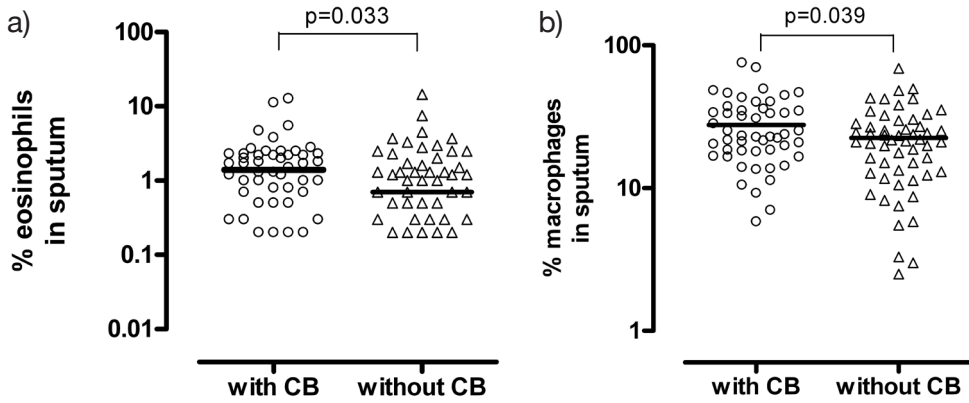 a)
p=0.033
100
10
1
0.1
0.01
% eosinophils
in sputum
with CB
without CB
b)
p=0.039
100
10
1
% macrophages
in sputum
with CB
without CB